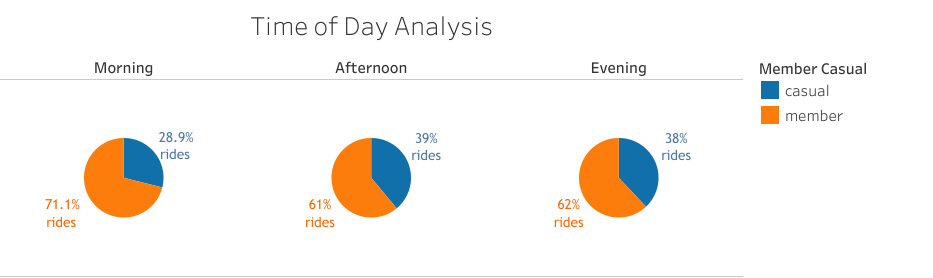 Time of Day Analysis
Morning
Afternoon
Evening
Member Casual
casual
member
28.9%
rides
71.1%
rides
39%
rides
61%
rides
38%
rides
62%
rides